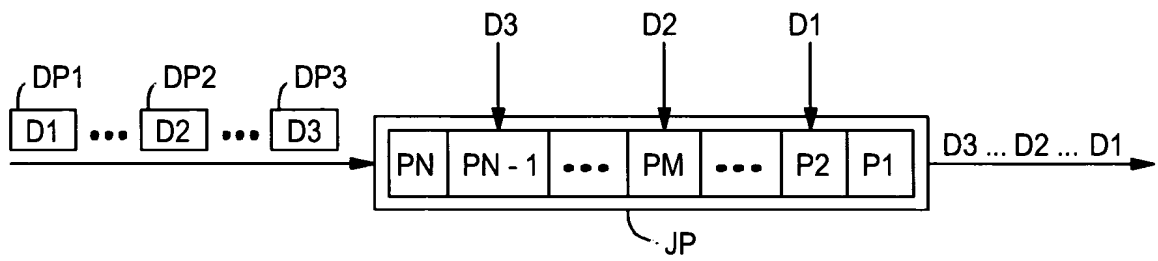 D3 D2 D1
DP1 DP2 DP3
D1 ••• D2 ••• D3
PN PN - 1 ••• PM ••• P2 P1
D3 ... D2 ... D1
JP